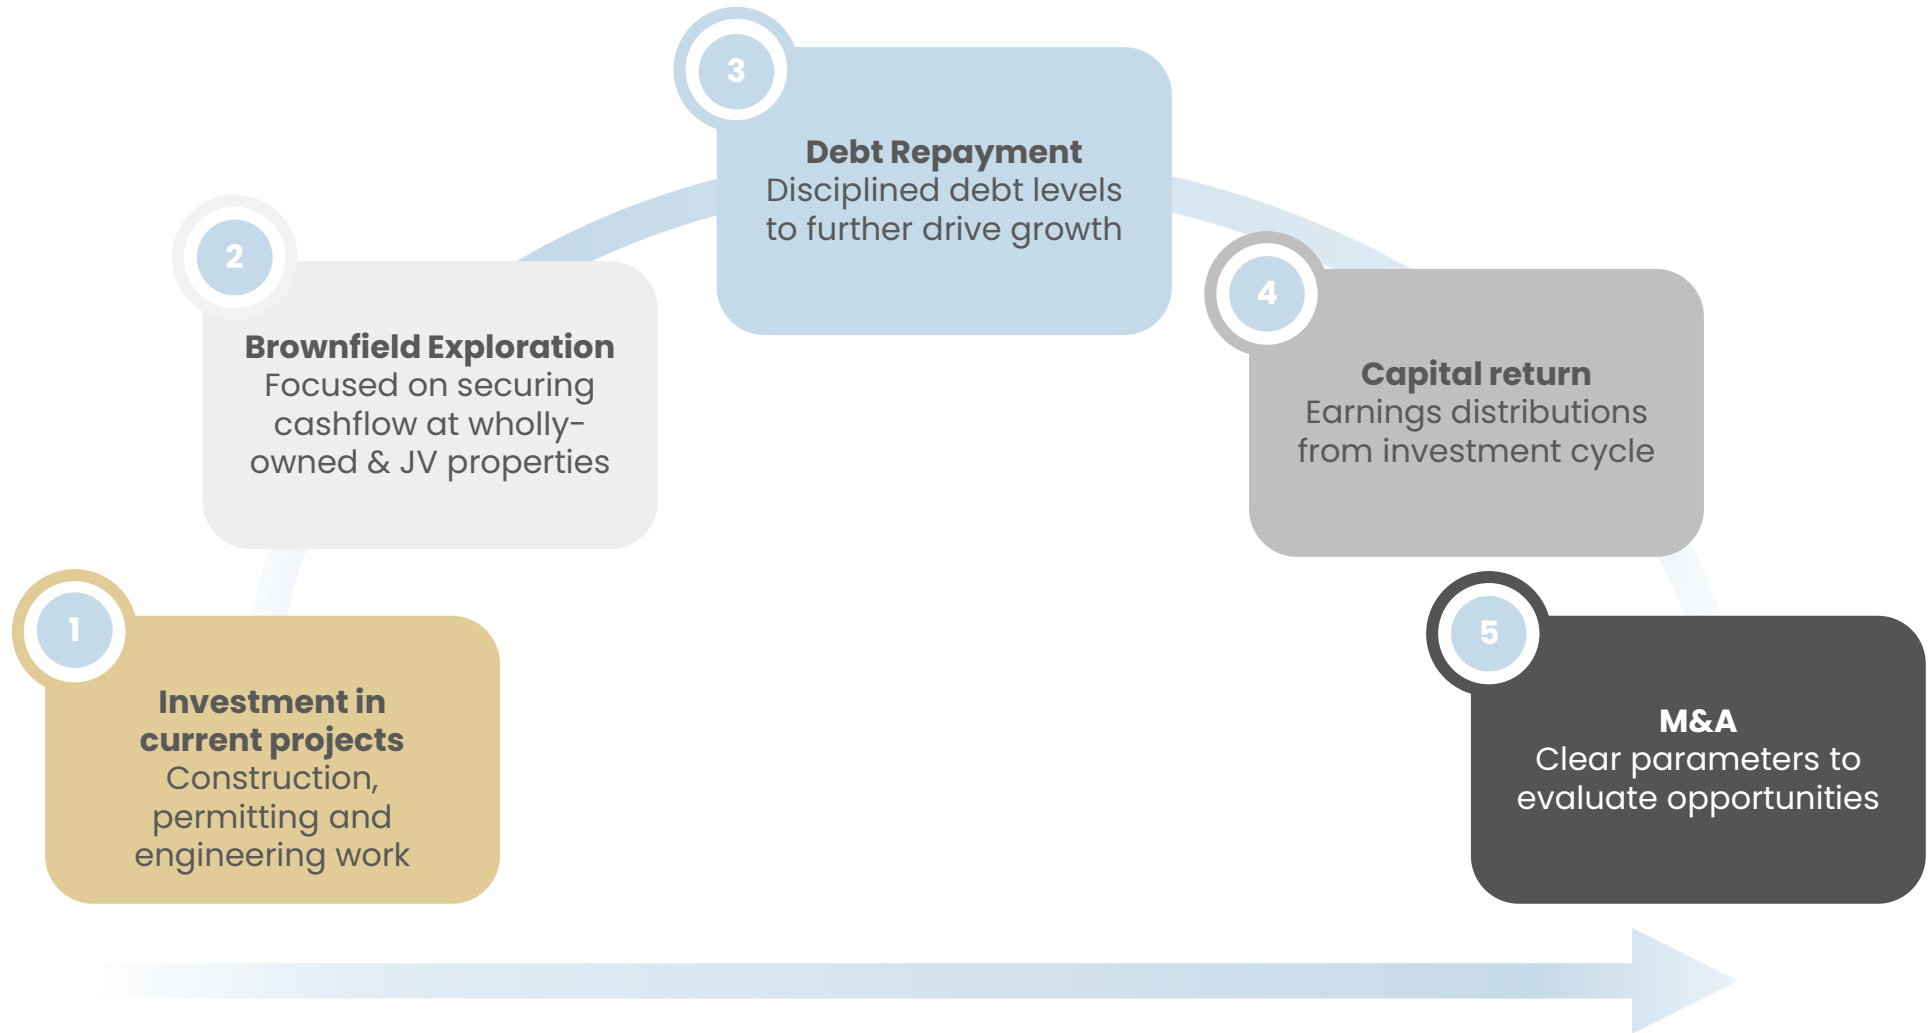 1
Investment in
current projects
Construction,
permitting and
engineering work
2
Brownfield Exploration
Focused on securing
cashflow at wholly-
owned & JV properties
3
Debt Repayment
Disciplined debt levels
to further drive growth
4
Capital return
Earnings distributions
from investment cycle
5
M&A
Clear parameters to
evaluate opportunities